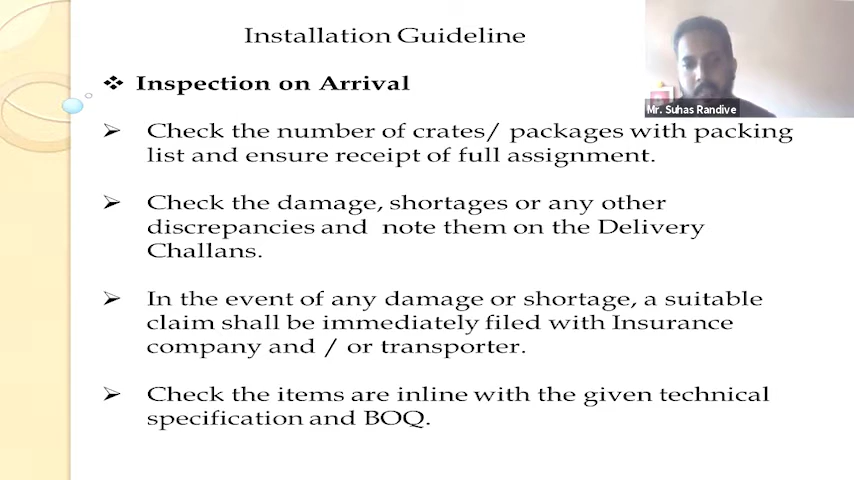 Installation Guideline
❖ Inspection on Arrival
Mr. Suhas Randive
➢ Check the number of crates/ packages with packing
list and ensure receipt of full assignment.
➢ Check the damage, shortages or any other
discrepancies and note them on the Delivery
Challans.
➢ In the event of any damage or shortage, a suitable
claim shall be immediately filed with Insurance
company and / or transporter.
➢ Check the items are inline with the given technical
specification and BOQ.